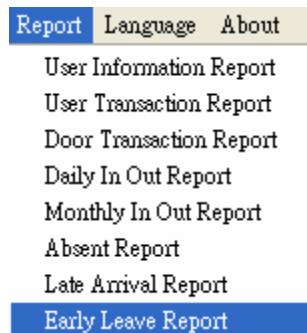 Report Language About
User Information Report
User Transaction Report
Door Transaction Report
Daily In Out Report
Monthly In Out Report
Absent Report
Late Arrival Report
Early Leave Report